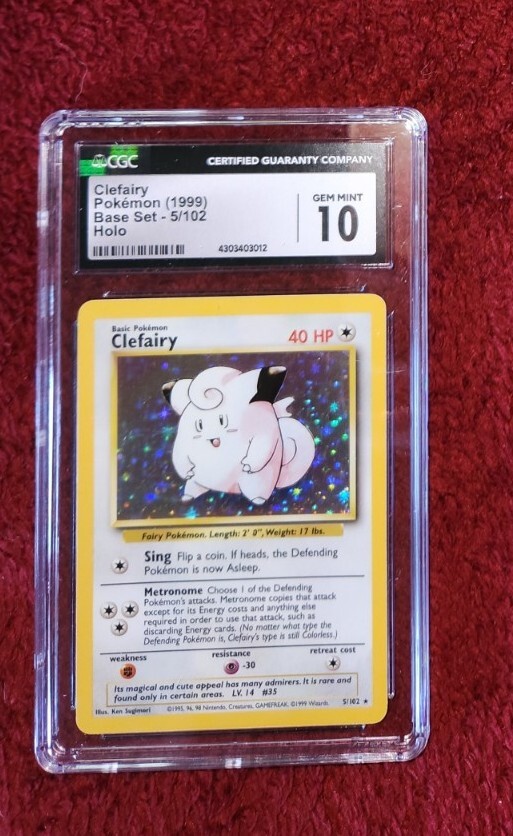 CGC CERTIFIED GUARANTY COMPANY
Clefairy
Pokémon (1999)
Base Set - 5/102
Holo
GEM MINT
10
4303403012
Basic Pokémon
Clefairy
40 HP
Fairy Pokémon. Length: 2' 0", Weight: 17 lbs.
Sing Flip a coin. If heads, the Defending
Pokémon is now Asleep.
Metronome Choose 1 of the Defending
Pokémon's attacks. Metronome copies that attack
except for its Energy costs and anything else
required in order to use that attack, such as
discarding Energy cards. (No matter what type the
Defending Pokémon is, Clefairy's type is still Colorless.)
weakness resistance retreat cost
-30
Its magical and cute appeal has many admirers. It is rare and
found only in certain areas. LV. 14 #35
Illus. Ken Sugimori ©1995, 96, 98 Nintendo, Creatures, GAMEFREAK. ©1999 Wizards. 5/102 ★